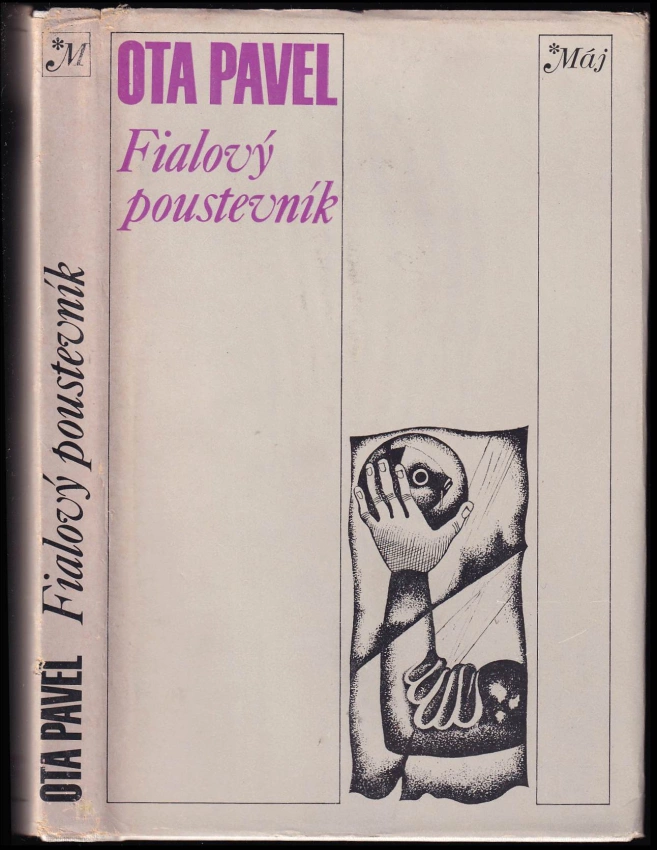 *M
OTA PAVEL
Fialový
poustevník
*Máj
OTA PAVEL Fialový poustevník